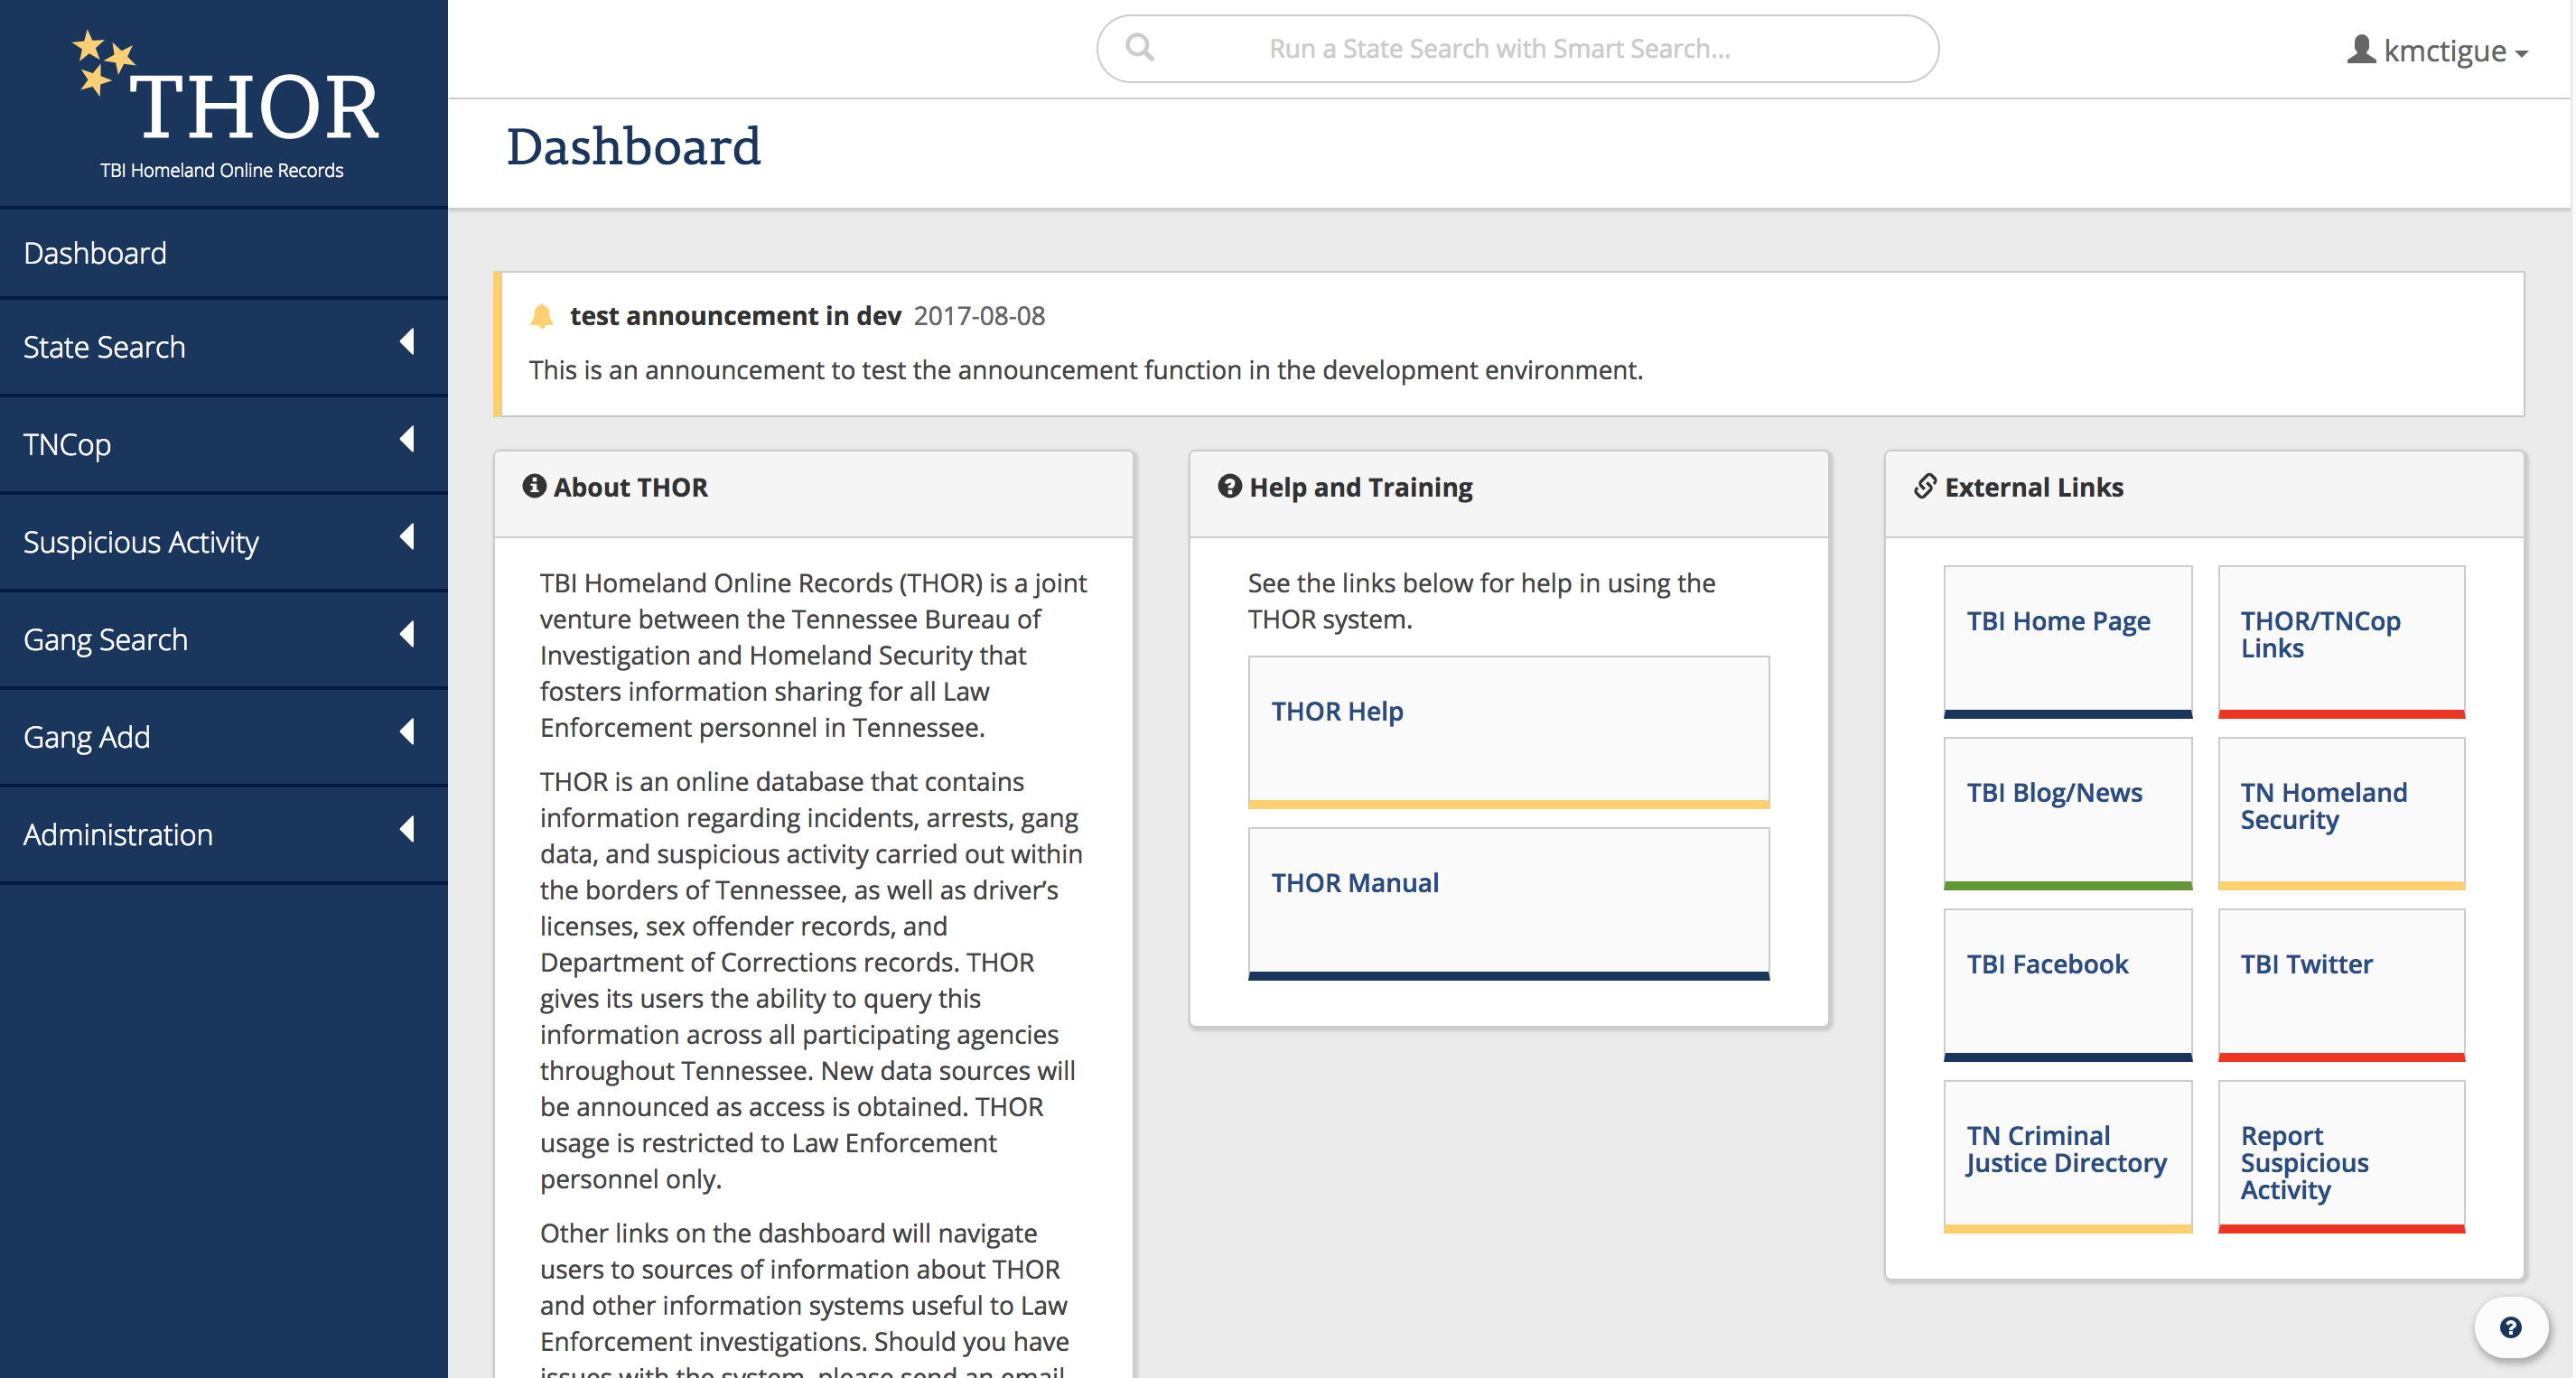 THOR
TBI Homeland Online Records
Dashboard
State Search
TNCop
Suspicious Activity
Gang Search
Gang Add
Administration
Run a State Search with Smart Search...
kmctigue
Dashboard
test announcement in dev 2017-08-08
This is an announcement to test the announcement function in the development environment.
About THOR
TBI Homeland Online Records (THOR) is a joint
venture between the Tennessee Bureau of
Investigation and Homeland Security that
fosters information sharing for all Law
Enforcement personnel in Tennessee.
THOR is an online database that contains
information regarding incidents, arrests, gang
data, and suspicious activity carried out within
the borders of Tennessee, as well as driver’s
licenses, sex offender records, and
Department of Corrections records. THOR
gives its users the ability to query this
information across all participating agencies
throughout Tennessee. New data sources will
be announced as access is obtained. THOR
usage is restricted to Law Enforcement
personnel only.
Other links on the dashboard will navigate
users to sources of information about THOR
and other information systems useful to Law
Enforcement investigations. Should you have
issues with the system, please send an email
Help and Training
See the links below for help in using the
THOR system.
THOR Help
THOR Manual
External Links
TBI Home Page
THOR/TNCop
Links
TBI Blog/News
TN Homeland
Security
TBI Facebook
TBI Twitter
TN Criminal
Justice Directory
Report
Suspicious
Activity